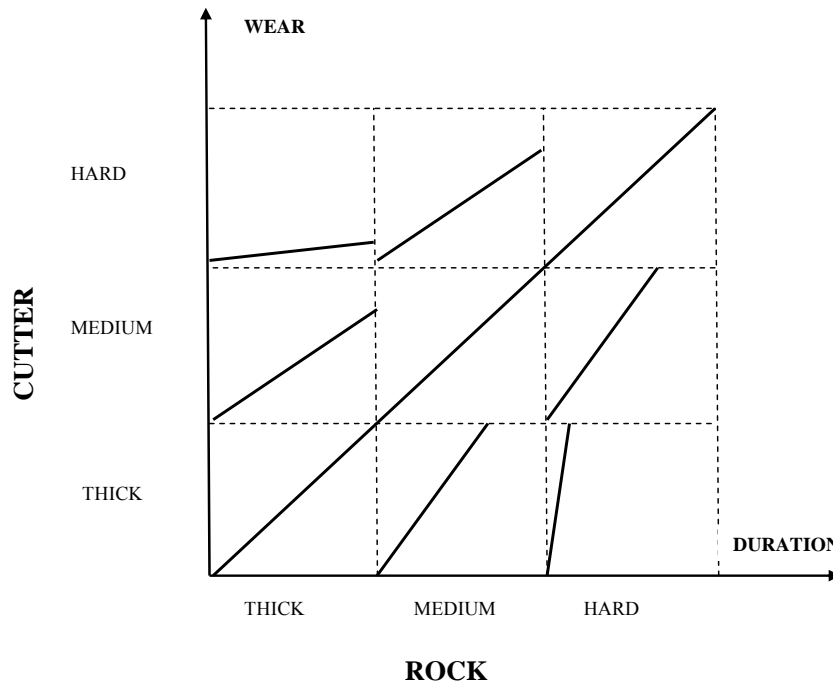 WEAR
HARD
MEDIUM
THICK
CUTTER
DURATION
THICK MEDIUM HARD
ROCK